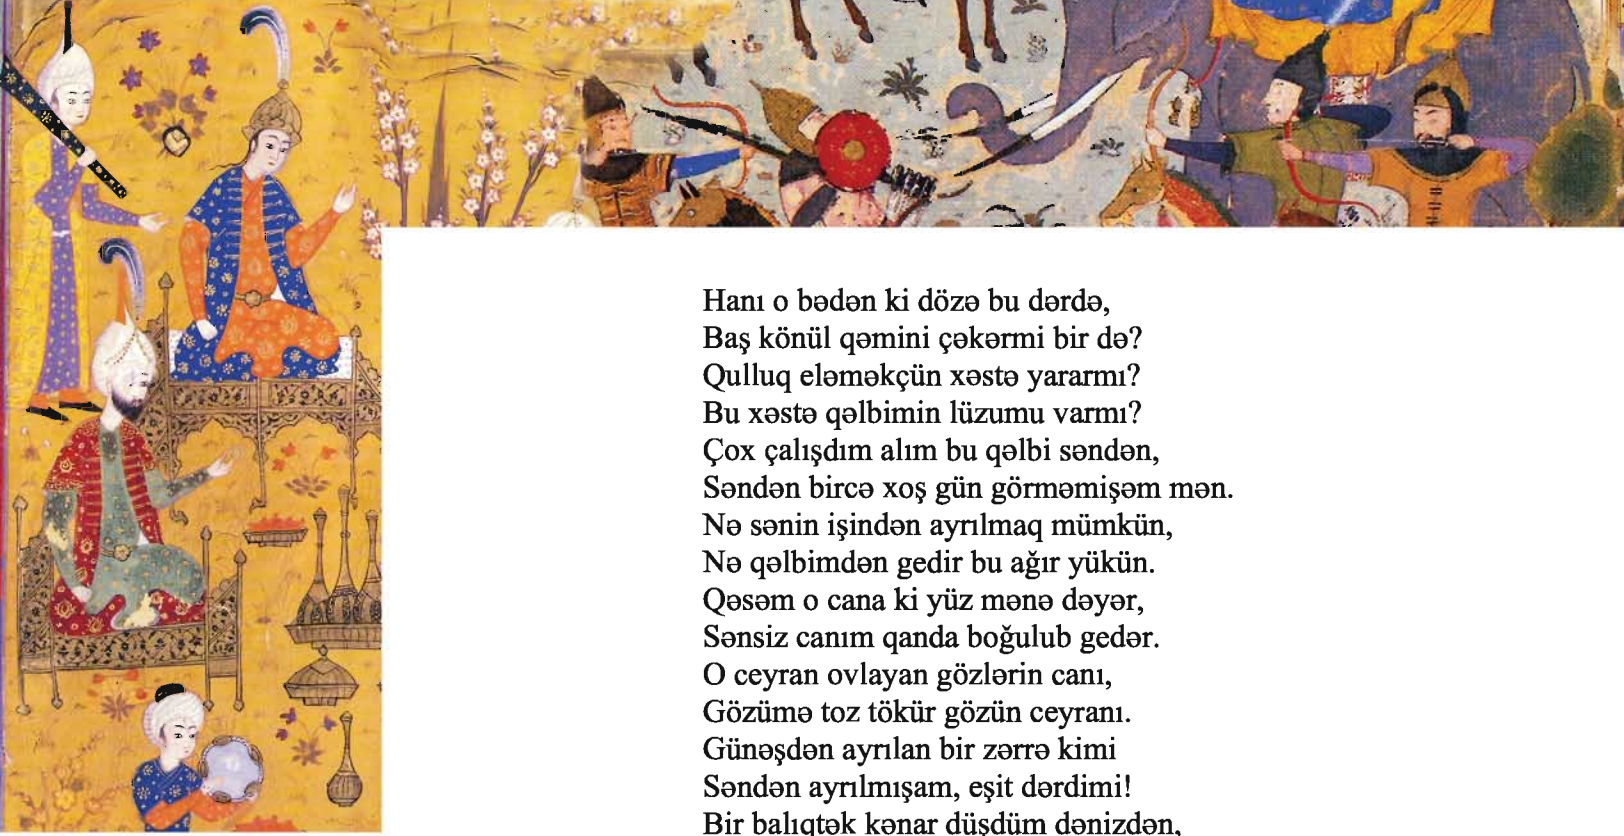 Hanı o bədən ki dözə bu dərdə,
Baş könül qəmini çəkərmi bir də?
Qulluq eləməkçün xəstə yararmı?
Bu xəstə qəlbimin lüzumu varmı?
Çox çalışdım alım bu qəlbi səndən,
Səndən bircə xoş gün görməmişəm mən.
Nə sənin işindən ayrılmaq mümkün,
Nə qəlbimdən gedir bu ağır yükün.
Qəsəm o cana ki yüz mənə dəyər,
Sənsiz canım qanda boğulub gedər.
O ceyran ovlayan gözlərin canı,
Gözümə toz tökür gözün ceyranı.
Günəşdən ayrılan bir zərrə kimi
Səndən ayrılmışam, eşit dərdimi!
Bir balıqtək kənar düşdüm dənizdən,